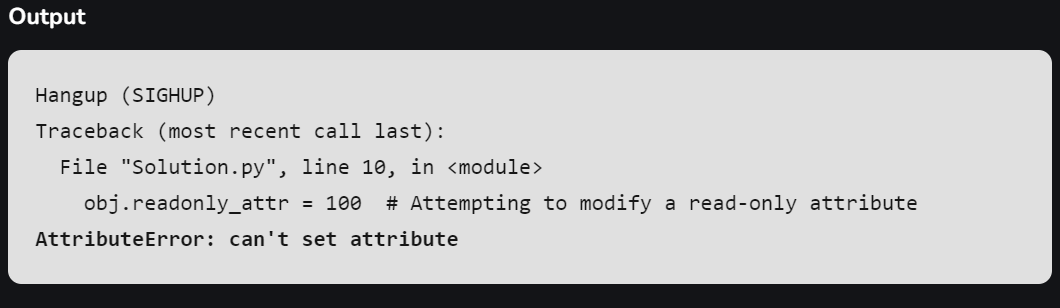 Output
Hangup (SIGHUP)
Traceback (most recent call last):
  File "Solution.py", line 10, in <module>
    obj.readonly_attr = 100  # Attempting to modify a read-only attribute
AttributeError: can't set attribute